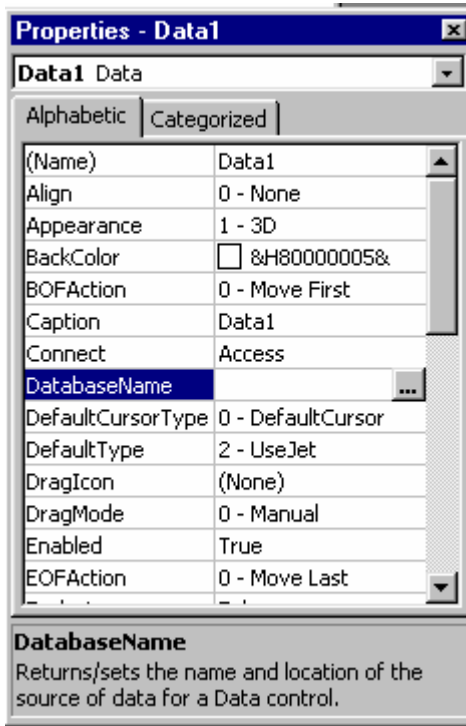 Properties - Data1
Data1 Data
Alphabetic Categorized
(Name) Data1
Align 0 - None
Appearance 1 - 3D
BackColor &H80000005&
BOFAction 0 - Move First
Caption Data1
Connect Access
DatabaseName ...
DefaultCursorType 0 - DefaultCursor
DefaultType 2 - UseJet
DragIcon (None)
DragMode 0 - Manual
Enabled True
EOFAction 0 - Move Last
DatabaseName
Returns/sets the name and location of the
source of data for a Data control.